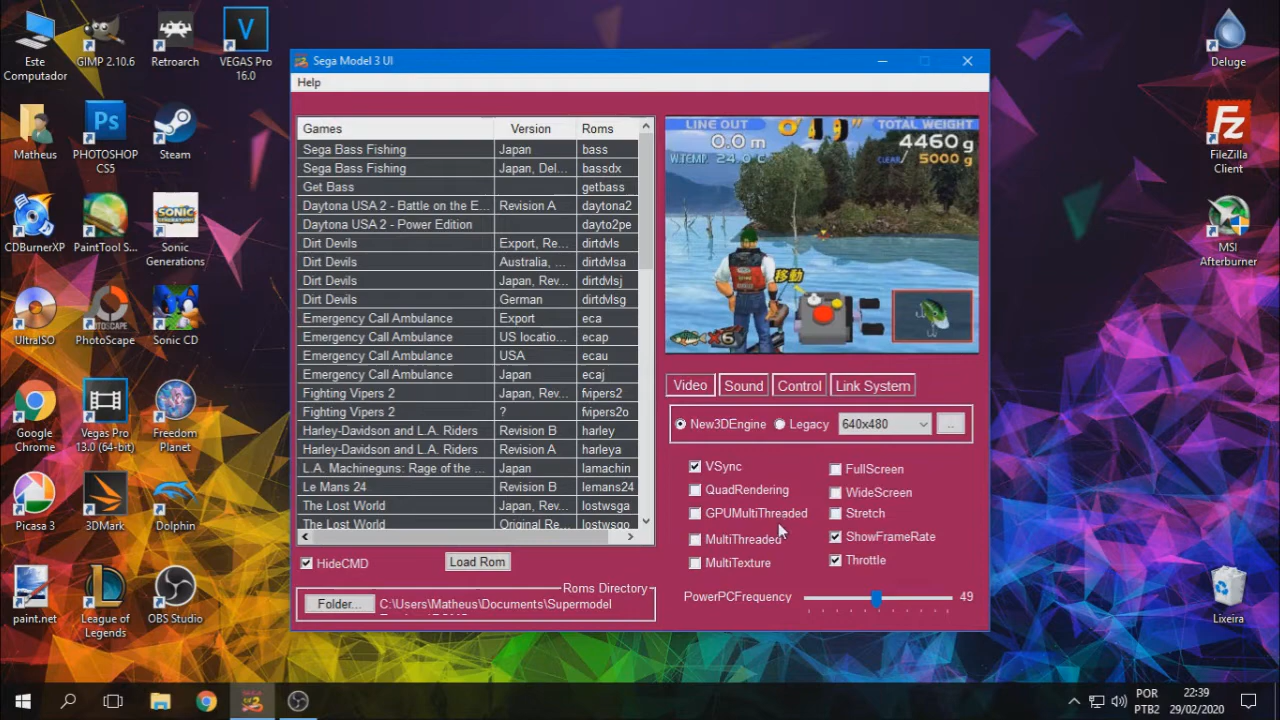 Este Computador
GIMP 2.10.6
Retroarch
VEGAS Pro 16.0
Matheus
PHOTOSHOP CS5
Steam
CDBurnerXP
PaintTool S...
Sonic Generations
UltraISO
PhotoScape
Sonic CD
Google Chrome
Vegas Pro 13.0 (64-bit)
Freedom Planet
Picasa 3
3DMark
Dolphin
paint.net
League of Legends
OBS Studio
Deluge
FileZilla Client
MSI Afterburner
Lixeira
Sega Model 3 UI
Help
Games Version Roms
Sega Bass Fishing Japan bass
Sega Bass Fishing Japan, Del... bassdx
Get Bass getbass
Daytona USA 2 - Battle on the E... Revision A daytona2
Daytona USA 2 - Power Edition dayto2pe
Dirt Devils Export, Re... dirtdvls
Dirt Devils Australia, ... dirtdvlsa
Dirt Devils Japan, Rev... dirtdvlsj
Dirt Devils German dirtdvlsg
Emergency Call Ambulance Export eca
Emergency Call Ambulance US locatio... ecap
Emergency Call Ambulance USA ecau
Emergency Call Ambulance Japan ecaj
Fighting Vipers 2 Japan, Rev... fvipers2
Fighting Vipers 2 ? fvipers2o
Harley-Davidson and L.A. Riders Revision B harley
Harley-Davidson and L.A. Riders Revision A harleya
L.A. Machineguns: Rage of the ... Japan lamachin
Le Mans 24 Revision B lemans24
The Lost World Japan, Rev... lostwsga
The Lost World Original Re... lostwsgo
HideCMD
Load Rom
Roms Directory
Folder... C:\Users\Matheus\Documents\Supermodel
LINE OUT TOTAL WEIGHT
0.0 m 4460 g
W.TEMP. 24.0 C CLEAR/ 5000 g
移動
X6
Video Sound Control Link System
New3DEngine Legacy 640x480 ..
VSync FullScreen
QuadRendering WideScreen
GPUMultiThreaded Stretch
MultiThreaded ShowFrameRate
MultiTexture Throttle
PowerPCFrequency 49
POR 22:39
PTB2 29/02/2020